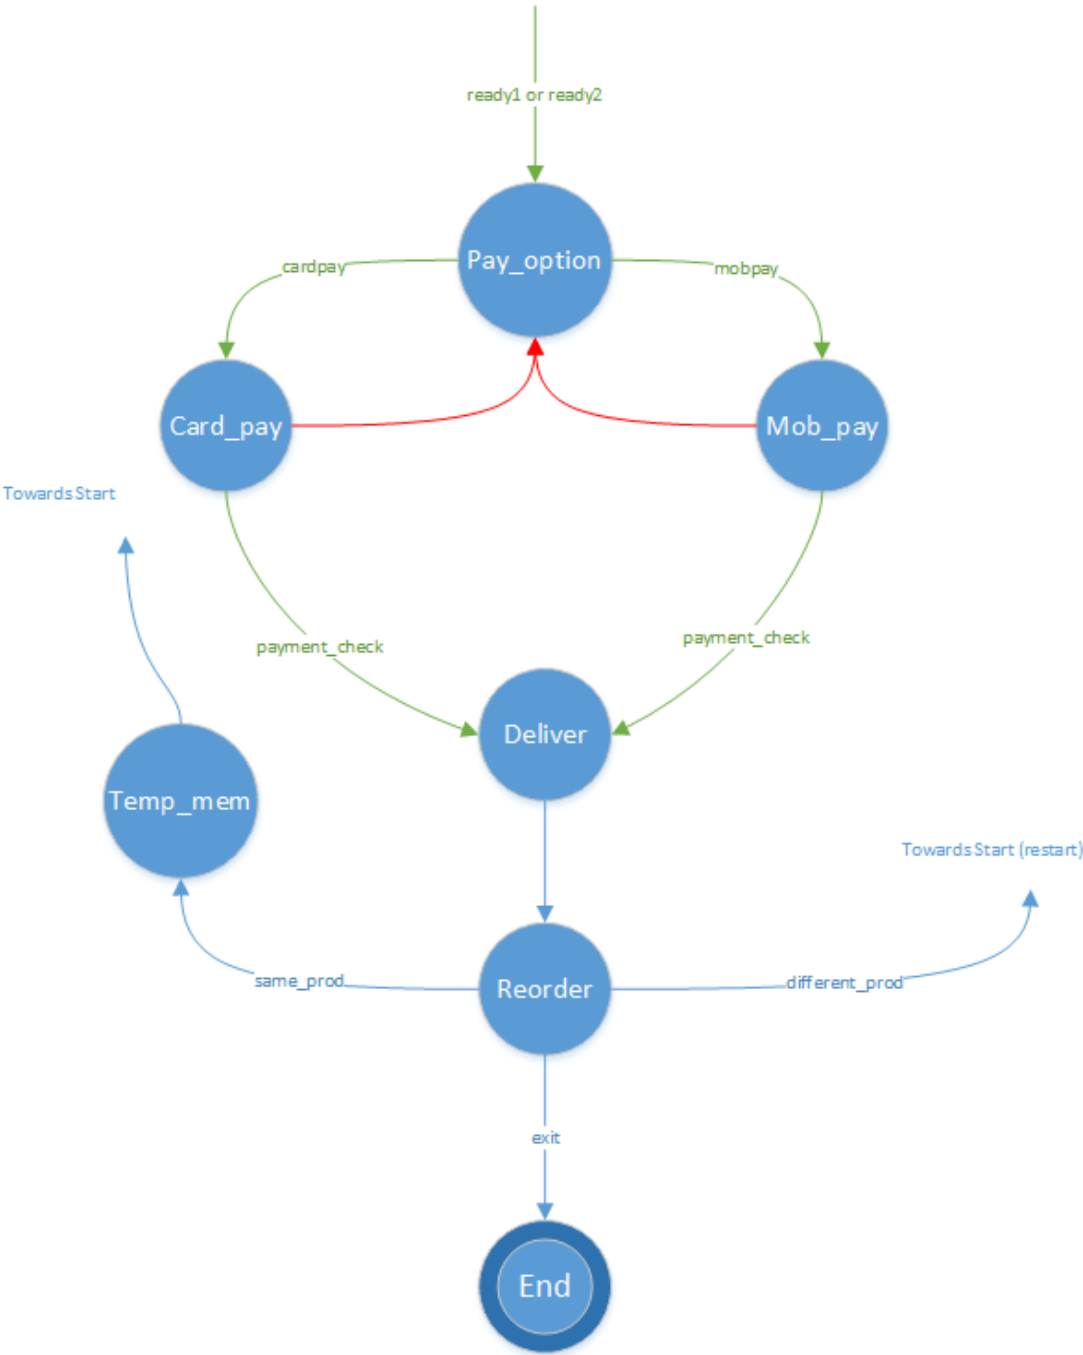 ready1 or ready2
Pay_option
cardpay
mobpay
Card_pay
Mob_pay
Towards Start
payment_check
payment_check
Deliver
Temp_mem
Towards Start (restart)
same_prod
Reorder
different_prod
exit
End